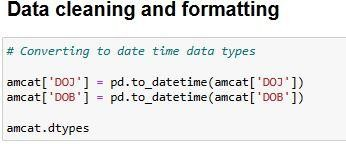 Data cleaning and formatting
# Converting to date time data types
amcat['DOJ'] = pd.to_datetime(amcat['DOJ'])
amcat['DOB'] = pd.to_datetime(amcat['DOB'])
amcat.dtypes